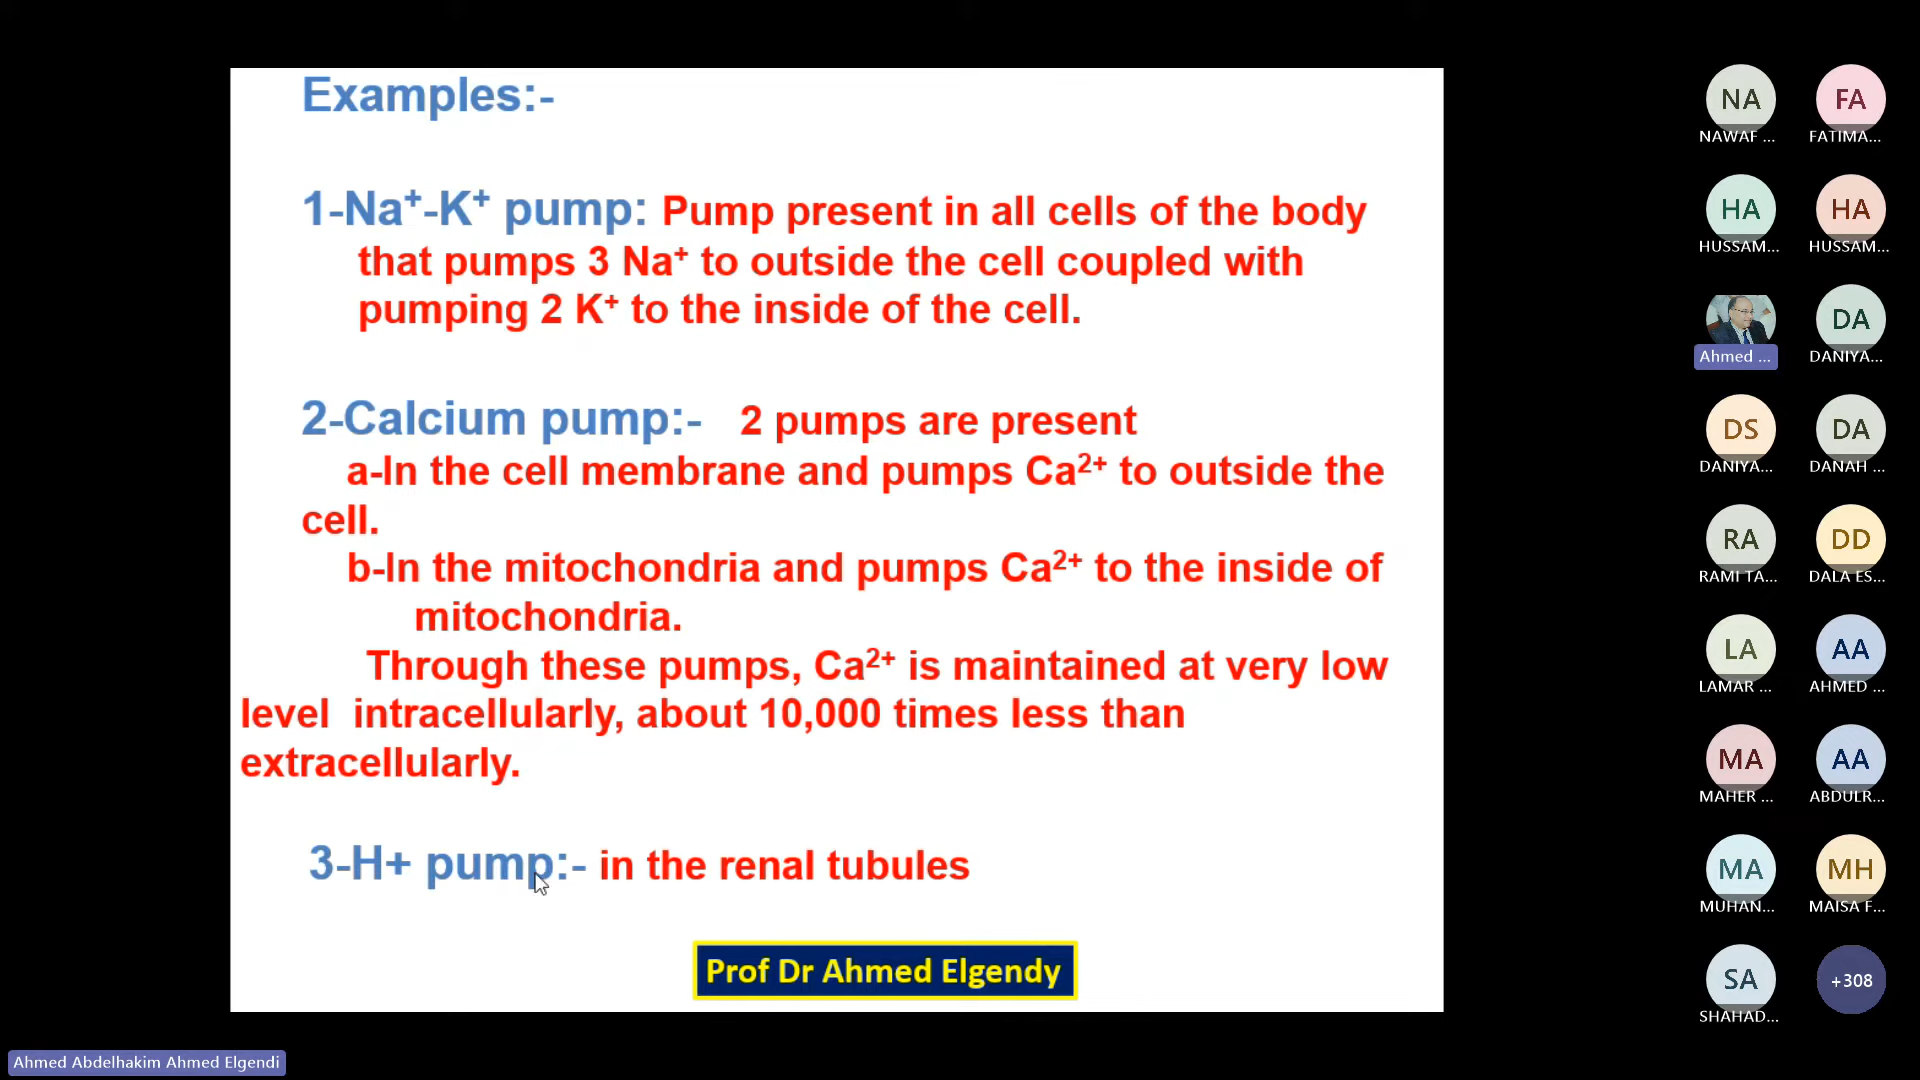 Examples:-
1-Na⁺-K⁺ pump: Pump present in all cells of the body
that pumps 3 Na⁺ to outside the cell coupled with
pumping 2 K⁺ to the inside of the cell.
2-Calcium pump:- 2 pumps are present
a-In the cell membrane and pumps Ca²⁺ to outside the
cell.
b-In the mitochondria and pumps Ca²⁺ to the inside of
mitochondria.
Through these pumps, Ca²⁺ is maintained at very low
level intracellularly, about 10,000 times less than
extracellularly.
3-H+ pump:- in the renal tubules
Prof Dr Ahmed Elgendy
NA FA
NAWAF ... FATIMA...
HA HA
HUSSAM... HUSSAM...
DA
Ahmed ... DANIYA...
DS DA
DANIYA... DANAH ...
RA DD
RAMI TA... DALA ES...
LA AA
LAMAR ... AHMED ...
MA AA
MAHER ... ABDULR...
MA MH
MUHAN... MAISA F...
SA +308
SHAHAD...
Ahmed Abdelhakim Ahmed Elgendi